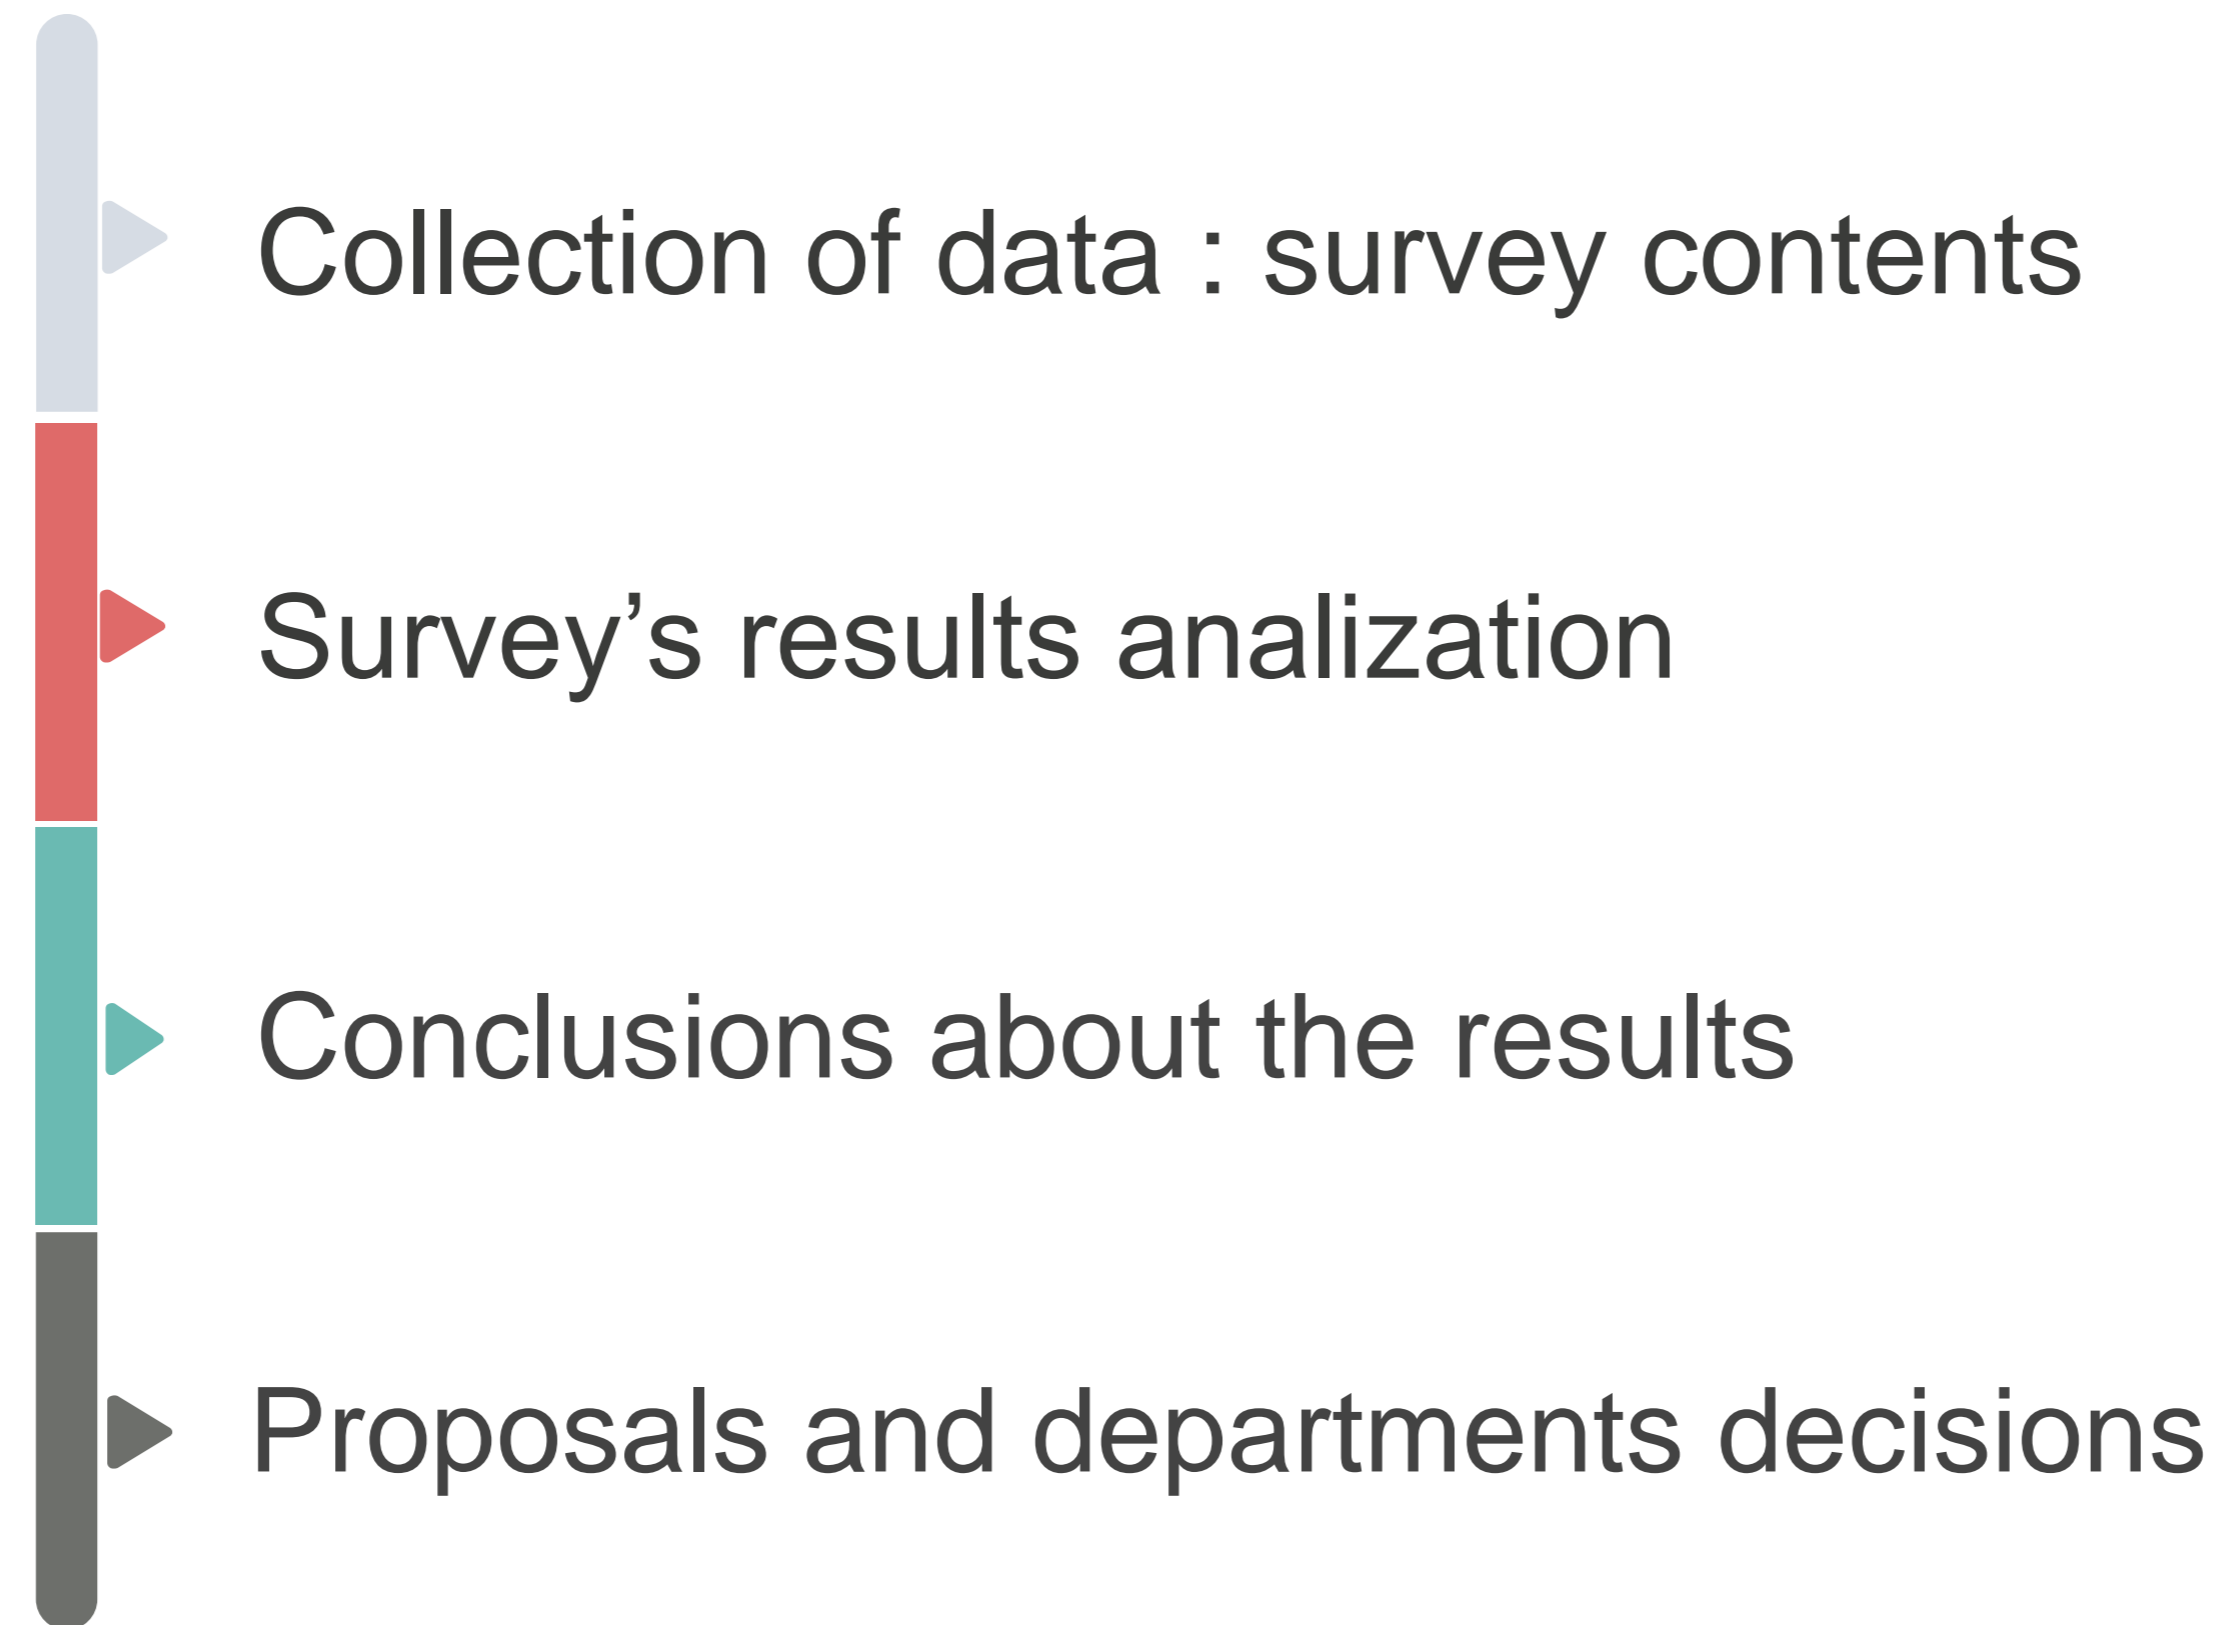 Collection of data : survey contents
Survey’s results analization
Conclusions about the results
Proposals and departments decisions